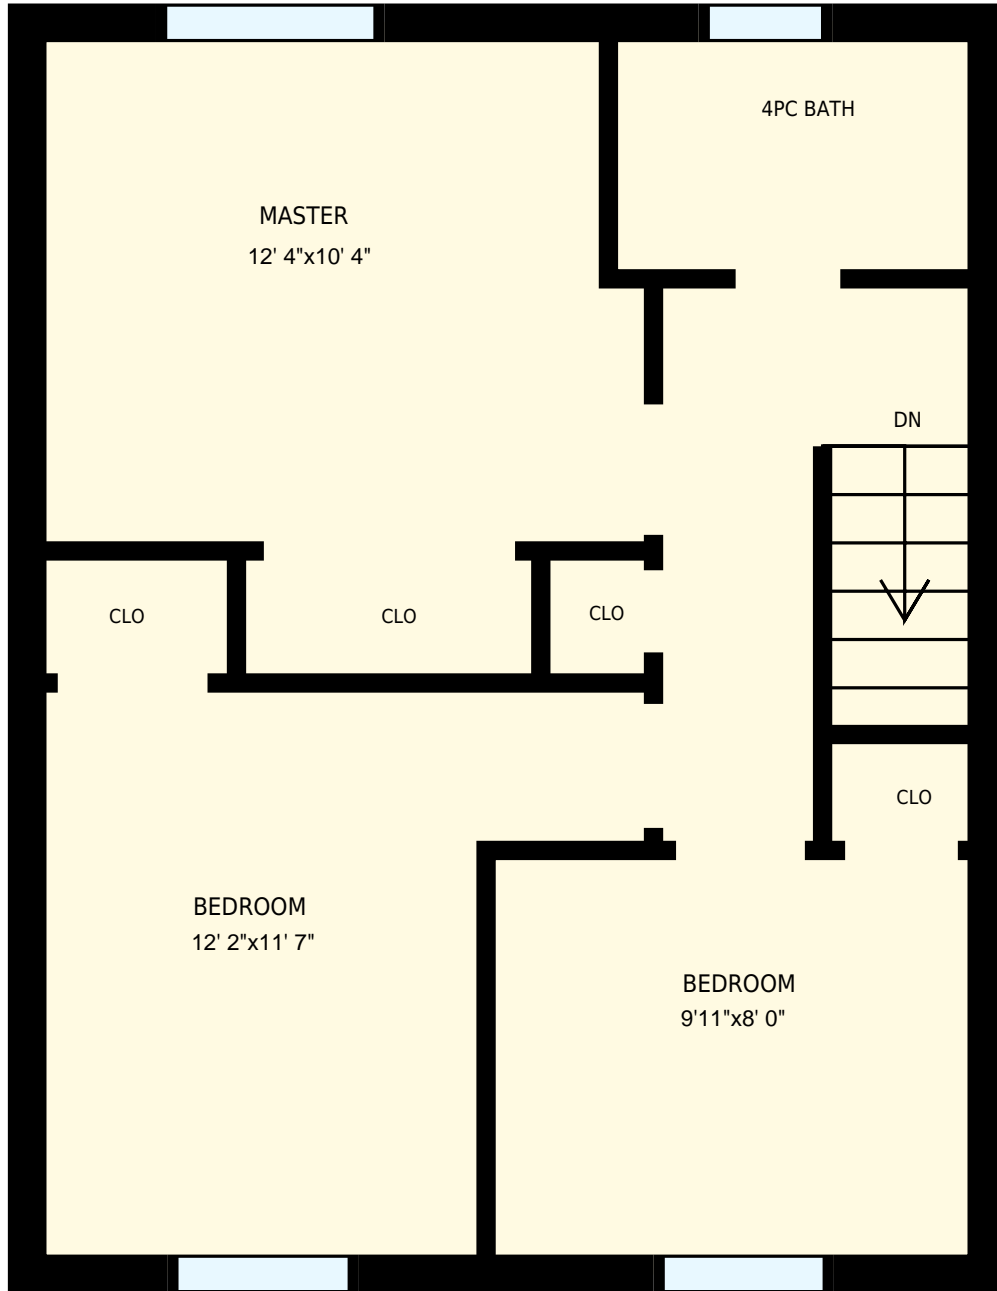 4PC BATH
MASTER
12' 4"x10' 4"
DN
CLO
CLO
CLO
CLO
BEDROOM
12' 2"x11' 7"
BEDROOM
9'11"x8' 0"